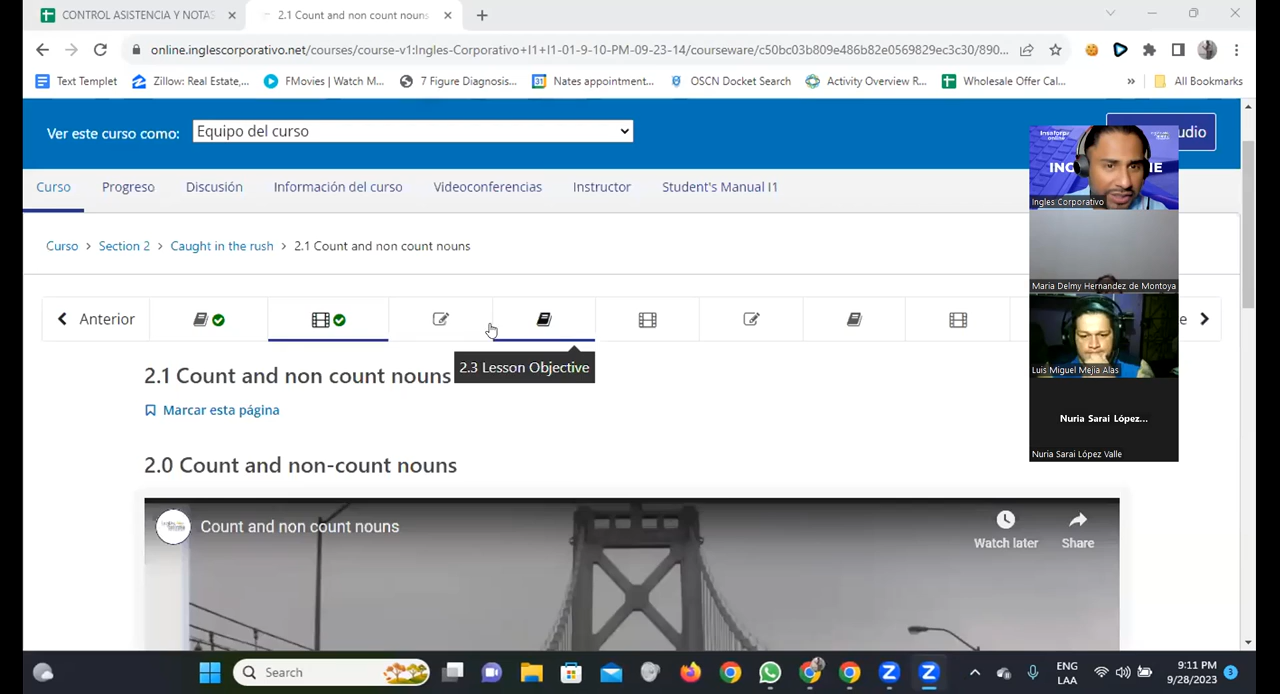 CONTROL ASISTENCIA Y NOTAS
2.1 Count and non count nouns
online.inglescorporativo.net/courses/course-v1:Ingles-Corporativo+I1+I1-01-9-10-PM-09-23-14/courseware/c50bc03b809e486b82e0569829ec3c30/890...
Text Templet
Zillow: Real Estate,...
FMovies | Watch M...
7 Figure Diagnosis...
Nates appointment...
OSCN Docket Search
Activity Overview R...
Wholesale Offer Cal...
»
All Bookmarks
Ver este curso como:
Equipo del curso
udio
Curso
Progreso
Discusión
Información del curso
Videoconferencias
Instructor
Student's Manual I1
Ingles Corporativo
Curso > Section 2 > Caught in the rush > 2.1 Count and non count nouns
Maria Delmy Hernandez de Montoya
Anterior
e
2.3 Lesson Objective
2.1 Count and non count nouns
Luis Miguel Mejia Alas
Marcar esta página
Nuria Sarai López...
Nuria Sarai López Valle
2.0 Count and non-count nouns
Count and non count nouns
Watch later
Share
Search
ENG
LAA
9:11 PM
9/28/2023
3